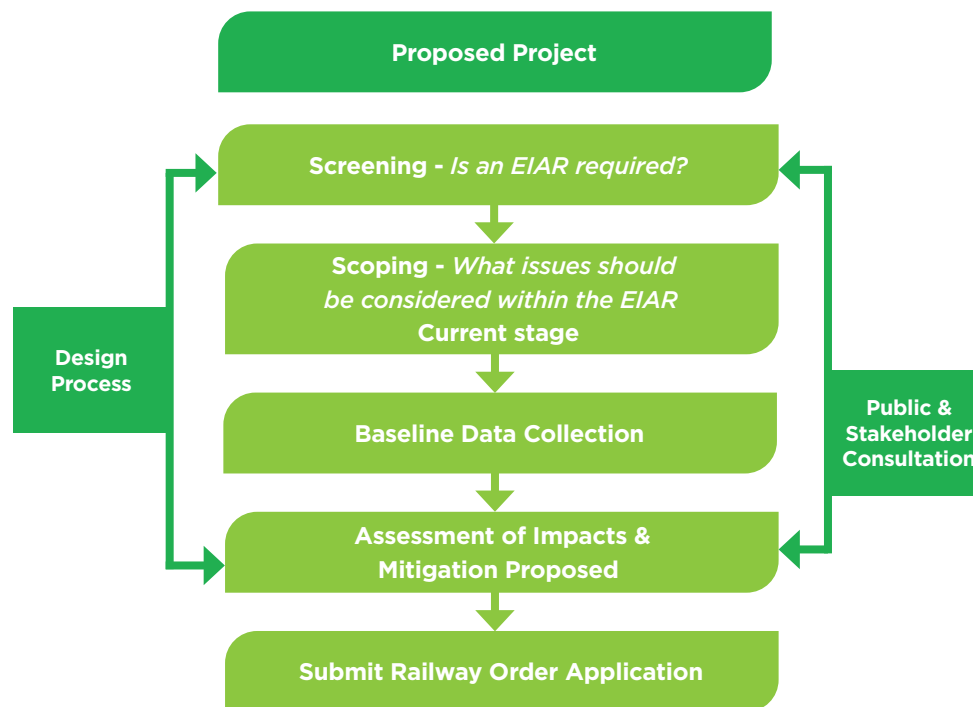 Proposed Project
Screening - Is an EIAR required?
Scoping - What issues should
be considered within the EIAR
Current stage
Design
Process
Baseline Data Collection
Public &
Stakeholder
Consultation
Assessment of Impacts &
Mitigation Proposed
Submit Railway Order Application